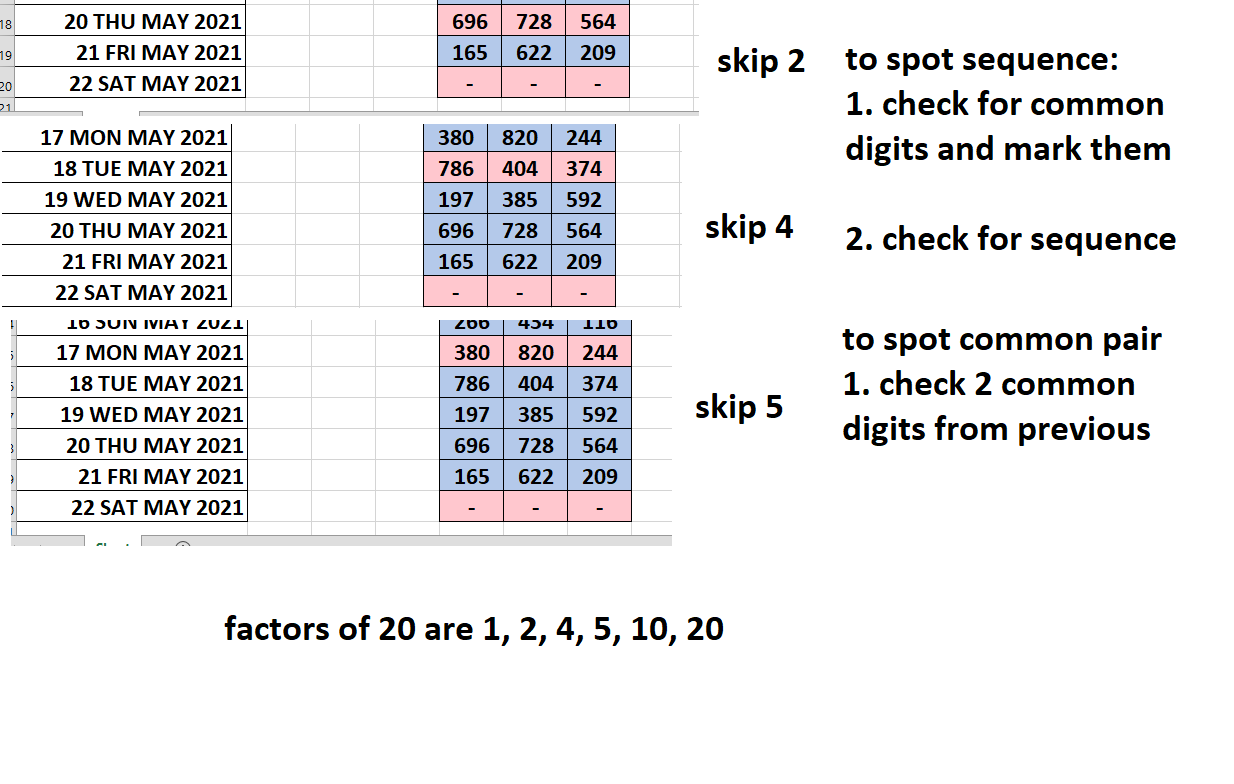 18 20 THU MAY 2021 696 728 564
19 21 FRI MAY 2021 165 622 209
20 22 SAT MAY 2021 - - -
21
skip 2
17 MON MAY 2021 380 820 244
18 TUE MAY 2021 786 404 374
19 WED MAY 2021 197 385 592
20 THU MAY 2021 696 728 564
21 FRI MAY 2021 165 622 209
22 SAT MAY 2021 - - -
skip 4
16 SUN MAY 2021 266 434 116
17 MON MAY 2021 380 820 244
18 TUE MAY 2021 786 404 374
19 WED MAY 2021 197 385 592
20 THU MAY 2021 696 728 564
21 FRI MAY 2021 165 622 209
22 SAT MAY 2021 - - -
skip 5
to spot sequence:
1. check for common
digits and mark them
2. check for sequence
to spot common pair
1. check 2 common
digits from previous
factors of 20 are 1, 2, 4, 5, 10, 20